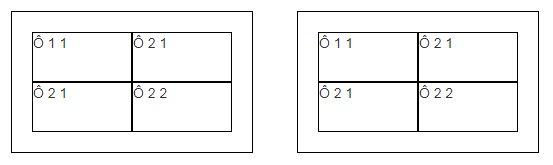 Ô 1 1 Ô 2 1 Ô 1 1 Ô 2 1
Ô 2 1 Ô 2 2 Ô 2 1 Ô 2 2